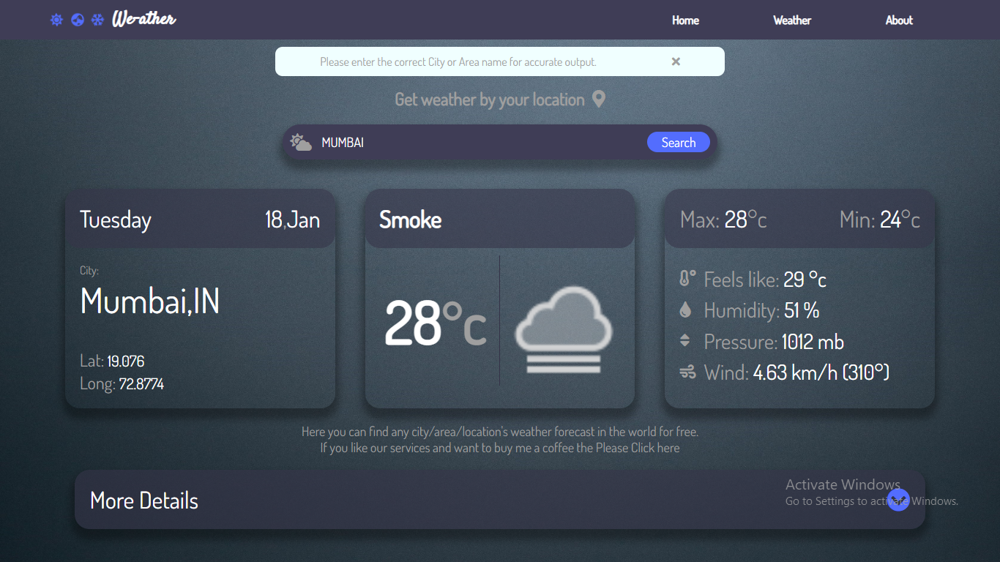 We-ather
Home Weather About
Please enter the correct City or Area name for accurate output.
Get weather by your location
MUMBAI Search
Tuesday 18,Jan
City:
Mumbai,IN
Lat: 19.076
Long: 72.8774
Smoke
28°c
Max: 28°c Min: 24°c
Feels like: 29 °c
Humidity: 51 %
Pressure: 1012 mb
Wind: 4.63 km/h (310°)
Here you can find any city/area/location's weather forecast in the world for free.
If you like our services and want to buy me a coffee the Please Click here
More Details
Activate Windows
Go to Settings to activate Windows.